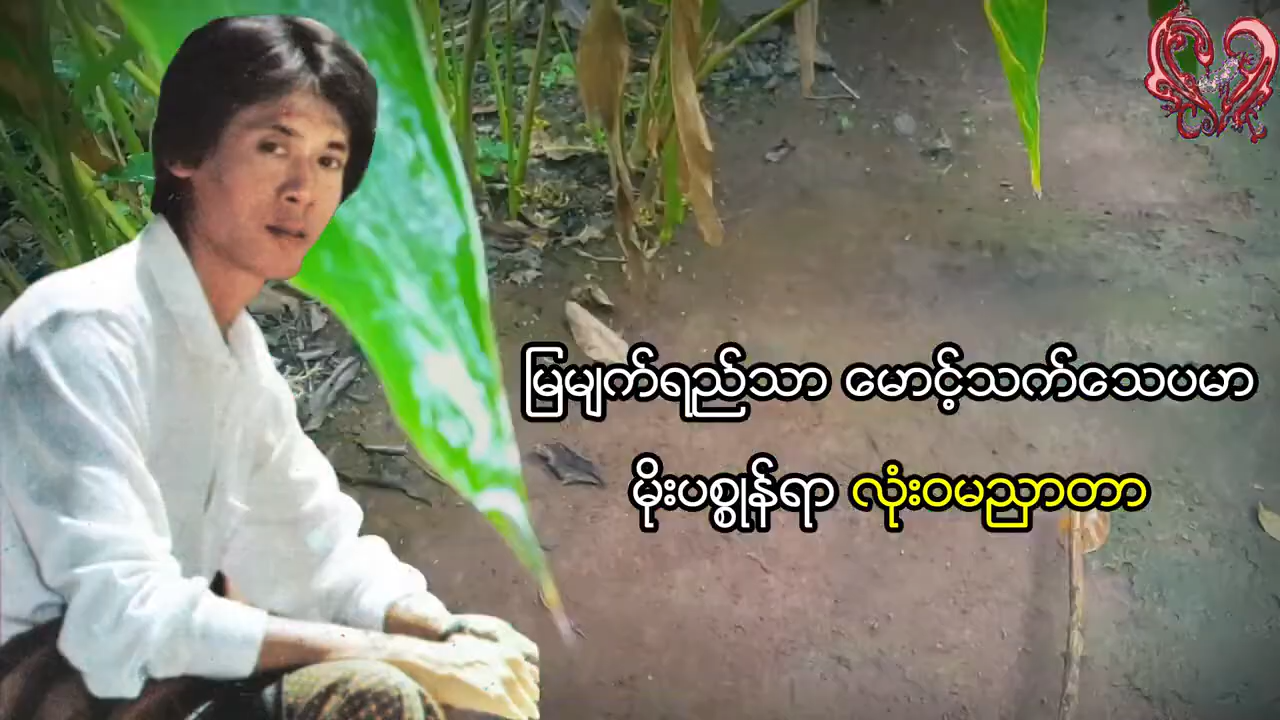 မြမျက်ရည်သာ မောင့်သက်သေပမာ
မိုးပစ္စုန်ရာ လုံးဝမညှာတာ